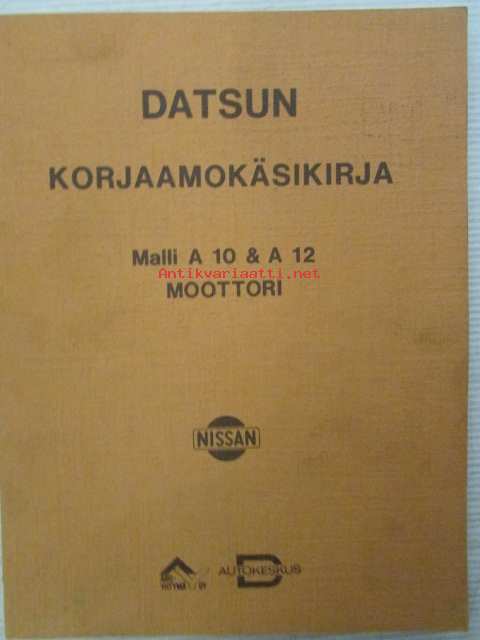 DATSUN
KORJAAMOKÄSIKIRJA
Malli A 10 & A 12
Antikvariaatti.net
MOOTTORI
NISSAN
AUTOKESKUS